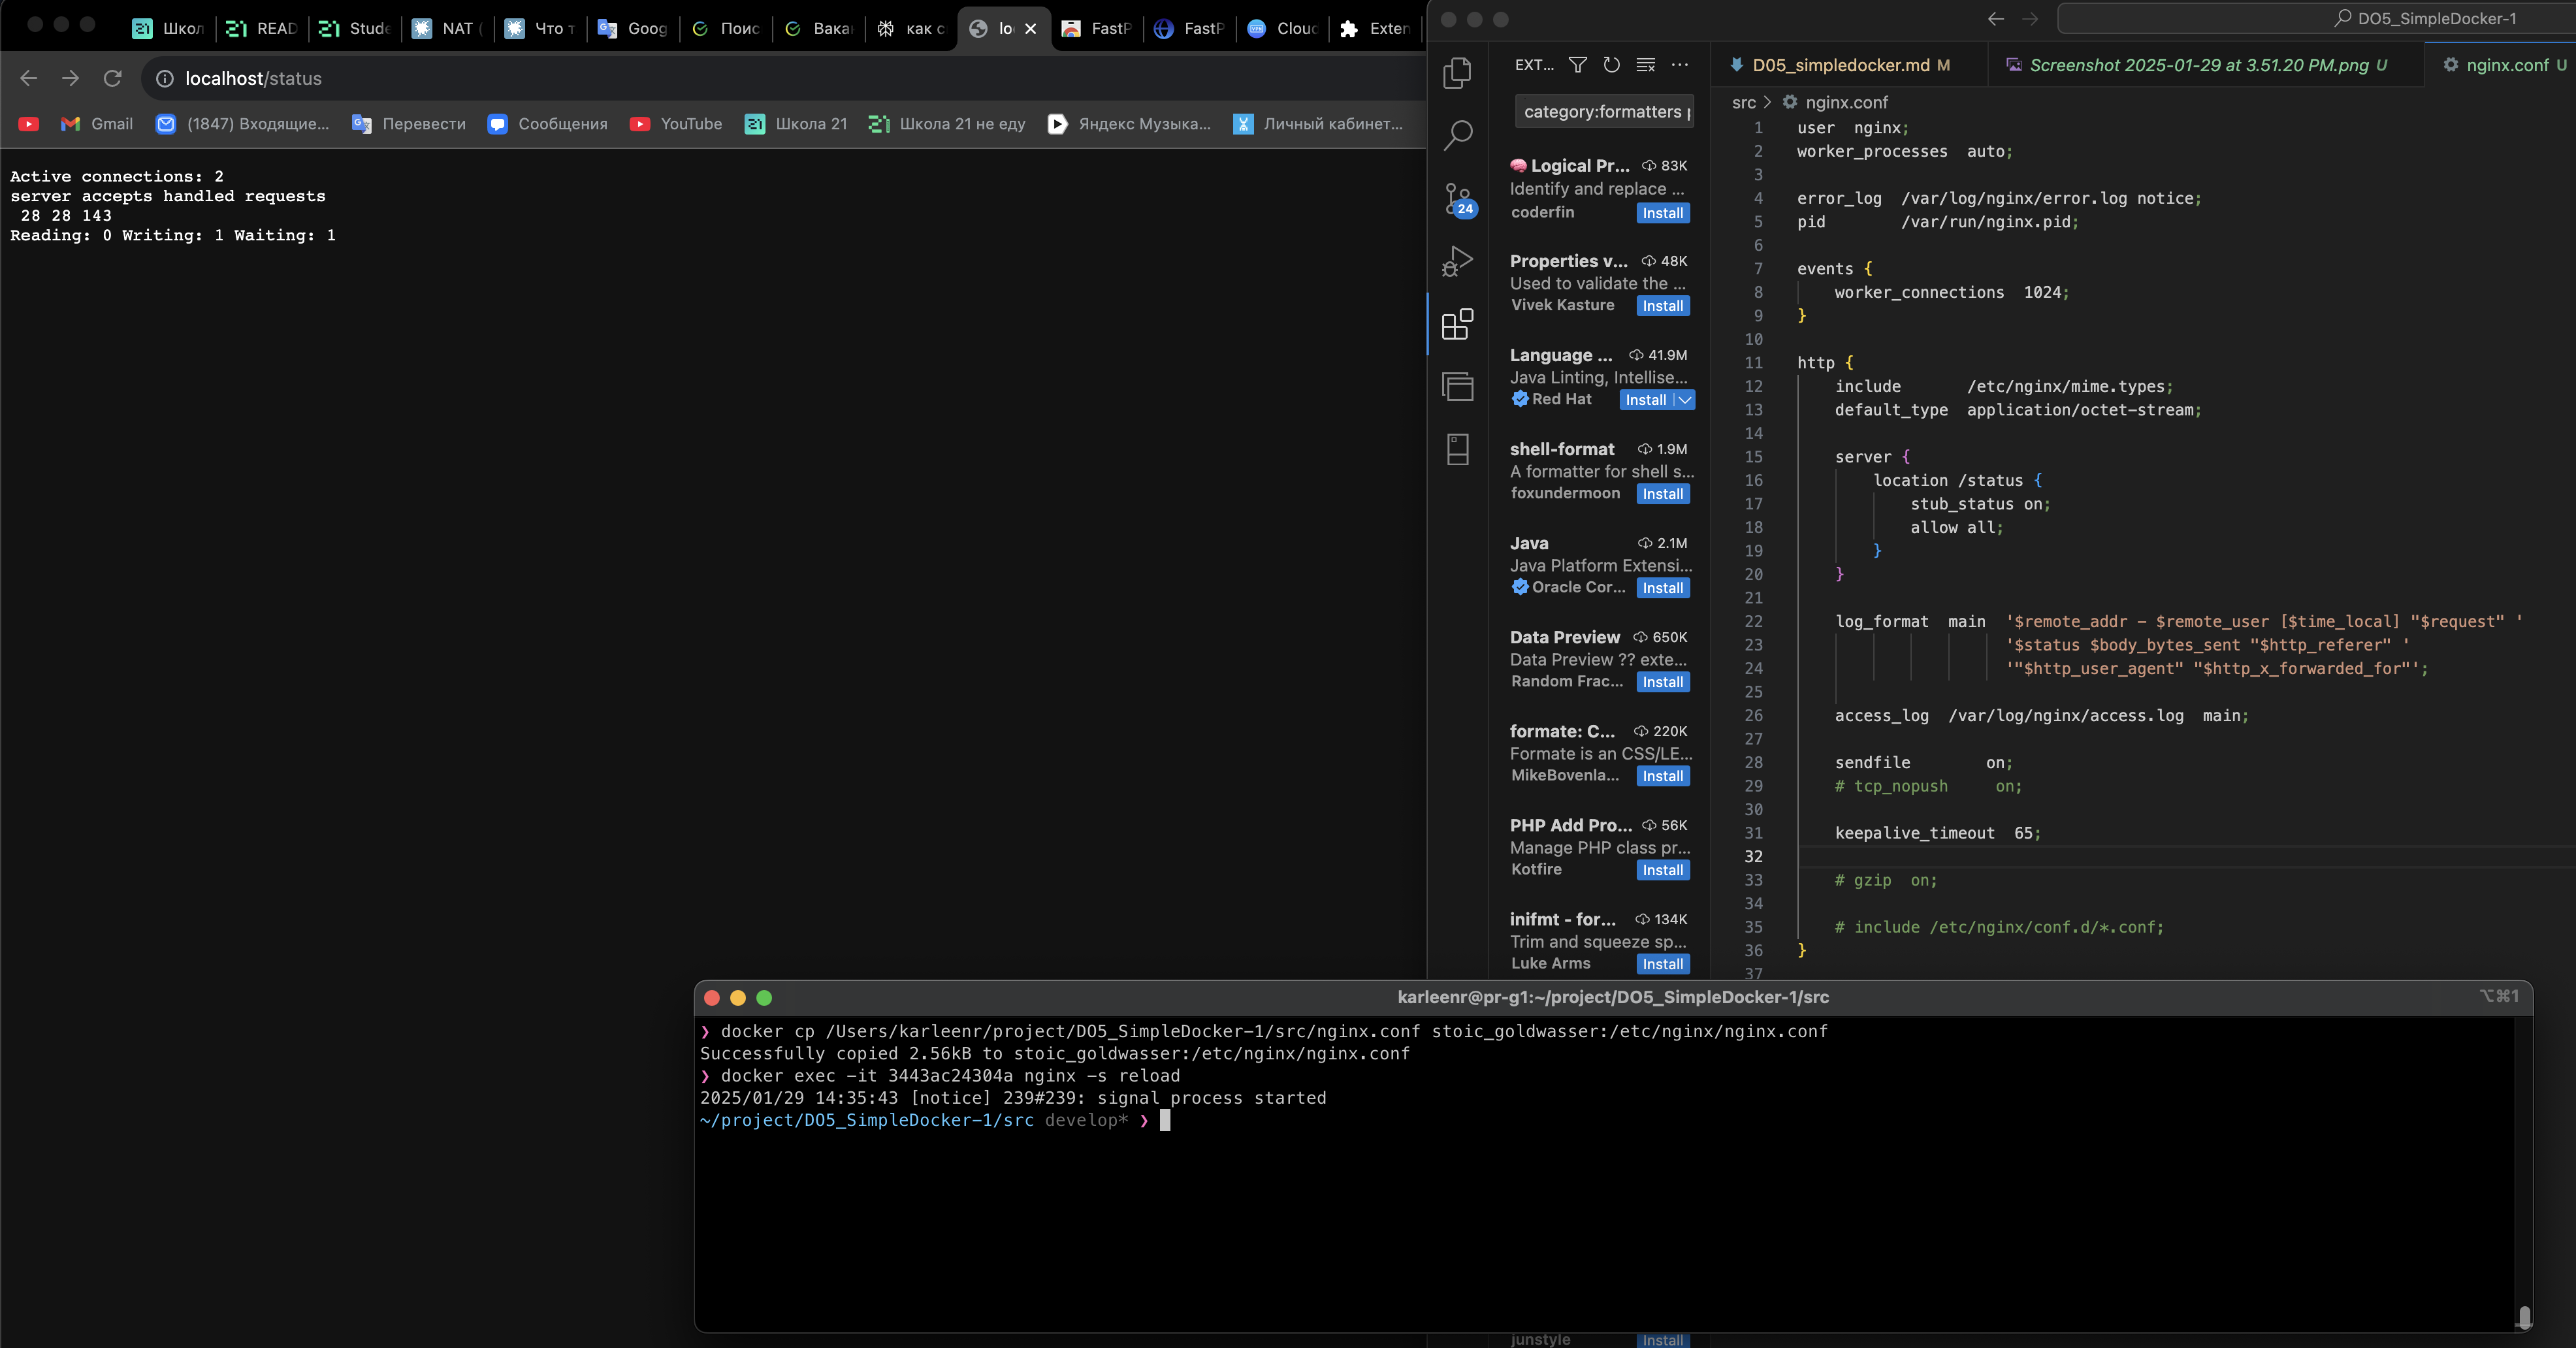 Школ
READ
Stude
NAT (
Что т
Goog
Поис
Вакан
как с
lo
FastP
FastP
Clouc
Exten
localhost/status
Gmail
(1847) Входящие...
Перевести
Сообщения
YouTube
Школа 21
Школа 21 не еду
Яндекс Музыка...
Личный кабинет...
Active connections: 2
server accepts handled requests
28 28 143
Reading: 0 Writing: 1 Waiting: 1
DO5_SimpleDocker-1
24
EXT...
category:formatters
Logical Pr... 83K
Identify and replace ...
coderfin Install
Properties v... 48K
Used to validate the ...
Vivek Kasture Install
Language ... 41.9M
Java Linting, Intellise...
Red Hat Install
shell-format 1.9M
A formatter for shell s...
foxundermoon Install
Java 2.1M
Java Platform Extensi...
Oracle Cor... Install
Data Preview 650K
Data Preview ?? exte...
Random Frac... Install
formate: C... 220K
Formate is an CSS/LE...
MikeBovenla... Install
PHP Add Pro... 56K
Manage PHP class pr...
Kotfire Install
inifmt - for... 134K
Trim and squeeze sp...
Luke Arms Install
junstyle Install
D05_simpledocker.md M
Screenshot 2025-01-29 at 3.51.20 PM.png U
nginx.conf U
src > nginx.conf
1 user  nginx;
2 worker_processes  auto;
3
4 error_log  /var/log/nginx/error.log notice;
5 pid        /var/run/nginx.pid;
6
7 events {
8     worker_connections  1024;
9 }
10
11 http {
12     include       /etc/nginx/mime.types;
13     default_type  application/octet-stream;
14
15     server {
16         location /status {
17             stub_status on;
18             allow all;
19         }
20     }
21
22     log_format  main  '$remote_addr - $remote_user [$time_local] "$request" '
23                       '$status $body_bytes_sent "$http_referer" '
24                       '"$http_user_agent" "$http_x_forwarded_for"';
25
26     access_log  /var/log/nginx/access.log  main;
27
28     sendfile        on;
29     # tcp_nopush     on;
30
31     keepalive_timeout  65;
32
33     # gzip  on;
34
35     # include /etc/nginx/conf.d/*.conf;
36 }
37
karleenr@pr-g1:~/project/DO5_SimpleDocker-1/src
⌥⌘1
❯ docker cp /Users/karleenr/project/DO5_SimpleDocker-1/src/nginx.conf stoic_goldwasser:/etc/nginx/nginx.conf
Successfully copied 2.56kB to stoic_goldwasser:/etc/nginx/nginx.conf
❯ docker exec -it 3443ac24304a nginx -s reload
2025/01/29 14:35:43 [notice] 239#239: signal process started
~/project/DO5_SimpleDocker-1/src develop* ❯